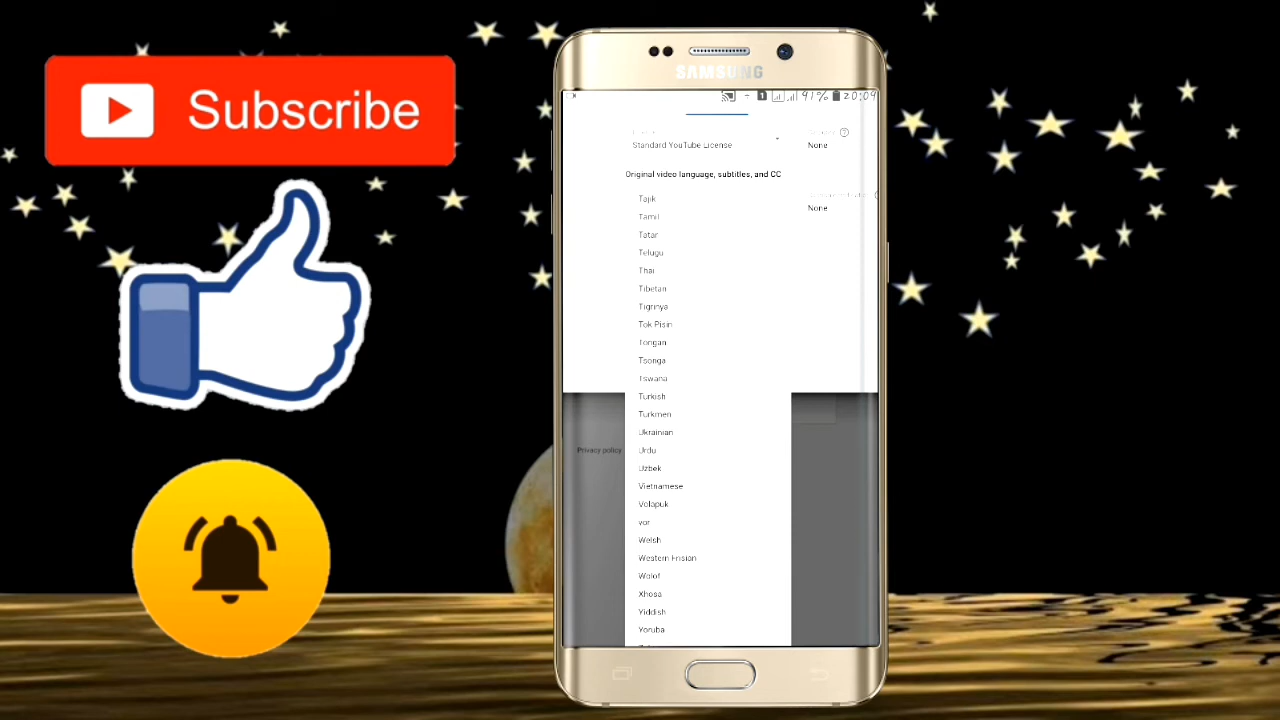 Subscribe
SAMSUNG
1 91% 20:09
Standard YouTube License
None
Original video language, subtitles, and CC
None
Tajik
Tamil
Tatar
Telugu
Thai
Tibetan
Tigrinya
Tok Pisin
Tongan
Tsonga
Tswana
Turkish
Turkmen
Ukrainian
Privacy policy
Urdu
Uzbek
Vietnamese
Volapuk
vor
Welsh
Western Frisian
Wolof
Xhosa
Yiddish
Yoruba